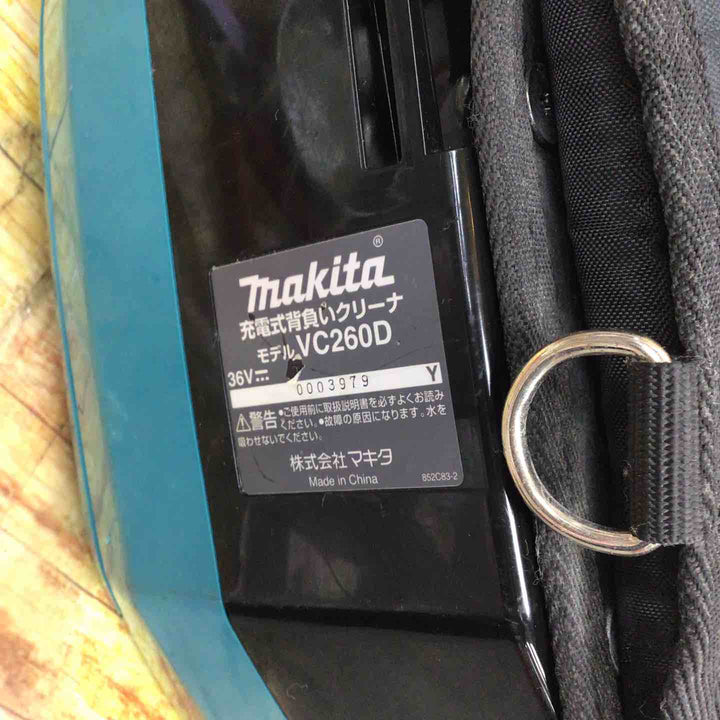 makita®
充電式背負いクリーナ
モデル VC260D
36V⎓
0003979 Y
⚠警告 •ご使用前に取扱説明書を必ずよくお読み
ください。•故障の原因になります。水を
吸わせないでください。
株式会社マキタ
Made in China 852C83-2